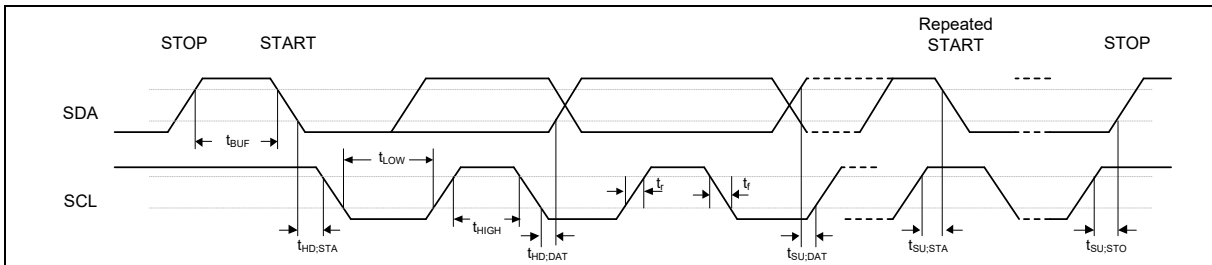 STOP
START
Repeated
START
STOP
SDA
tBUF
tLOW
SCL
tr
tf
tHIGH
tHD;STA
tHD;DAT
tSU;DAT
tSU;STA
tSU;STO